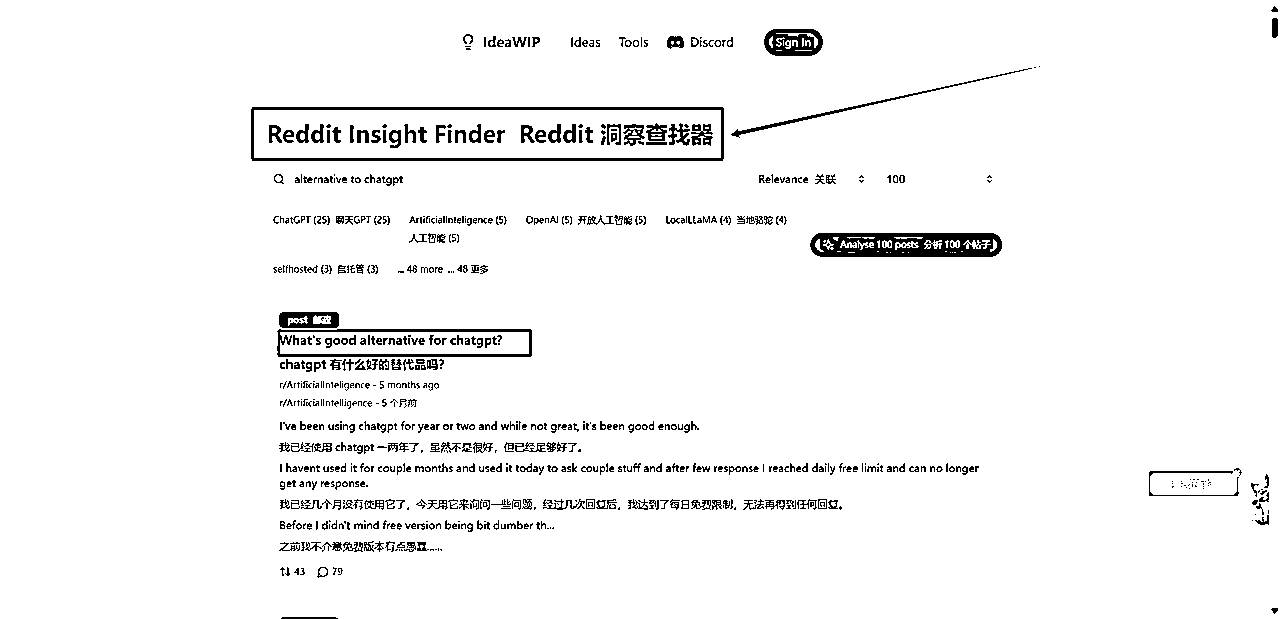 IdeaWIP Ideas Tools Discord Sign In
Reddit Insight Finder Reddit 洞察查找器
alternative to chatgpt Relevance 关联 100
ChatGPT (25) 聊天GPT (25) ArtificialInteligence (5) OpenAI (5) 开放人工智能 (5) LocalLLaMA (4) 当地骆驼 (4)
人工智能 (5)
Analyse 100 posts 分析 100 个帖子
selfhosted (3) 自托管 (3) ... 48 more ... 48 更多
post 邮政
What's good alternative for chatgpt?
chatgpt 有什么好的替代品吗?
r/ArtificialInteligence - 5 months ago
r/ArtificialIntelligence - 5 个月前
I've been using chatgpt for year or two and while not great, it's been good enough.
我已经使用 chatgpt 一两年了，虽然不是很好，但已经足够好了。
I havent used it for couple months and used it today to ask couple stuff and after few response I reached daily free limit and can no longer
get any response.
我已经几个月没有使用它了，今天用它来询问一些问题，经过几次回复后，我达到了每日免费限制，无法再得到任何回复。
Before I didn't mind free version being bit dumber th...
之前我不介意免费版本有点愚蠢......
43 79